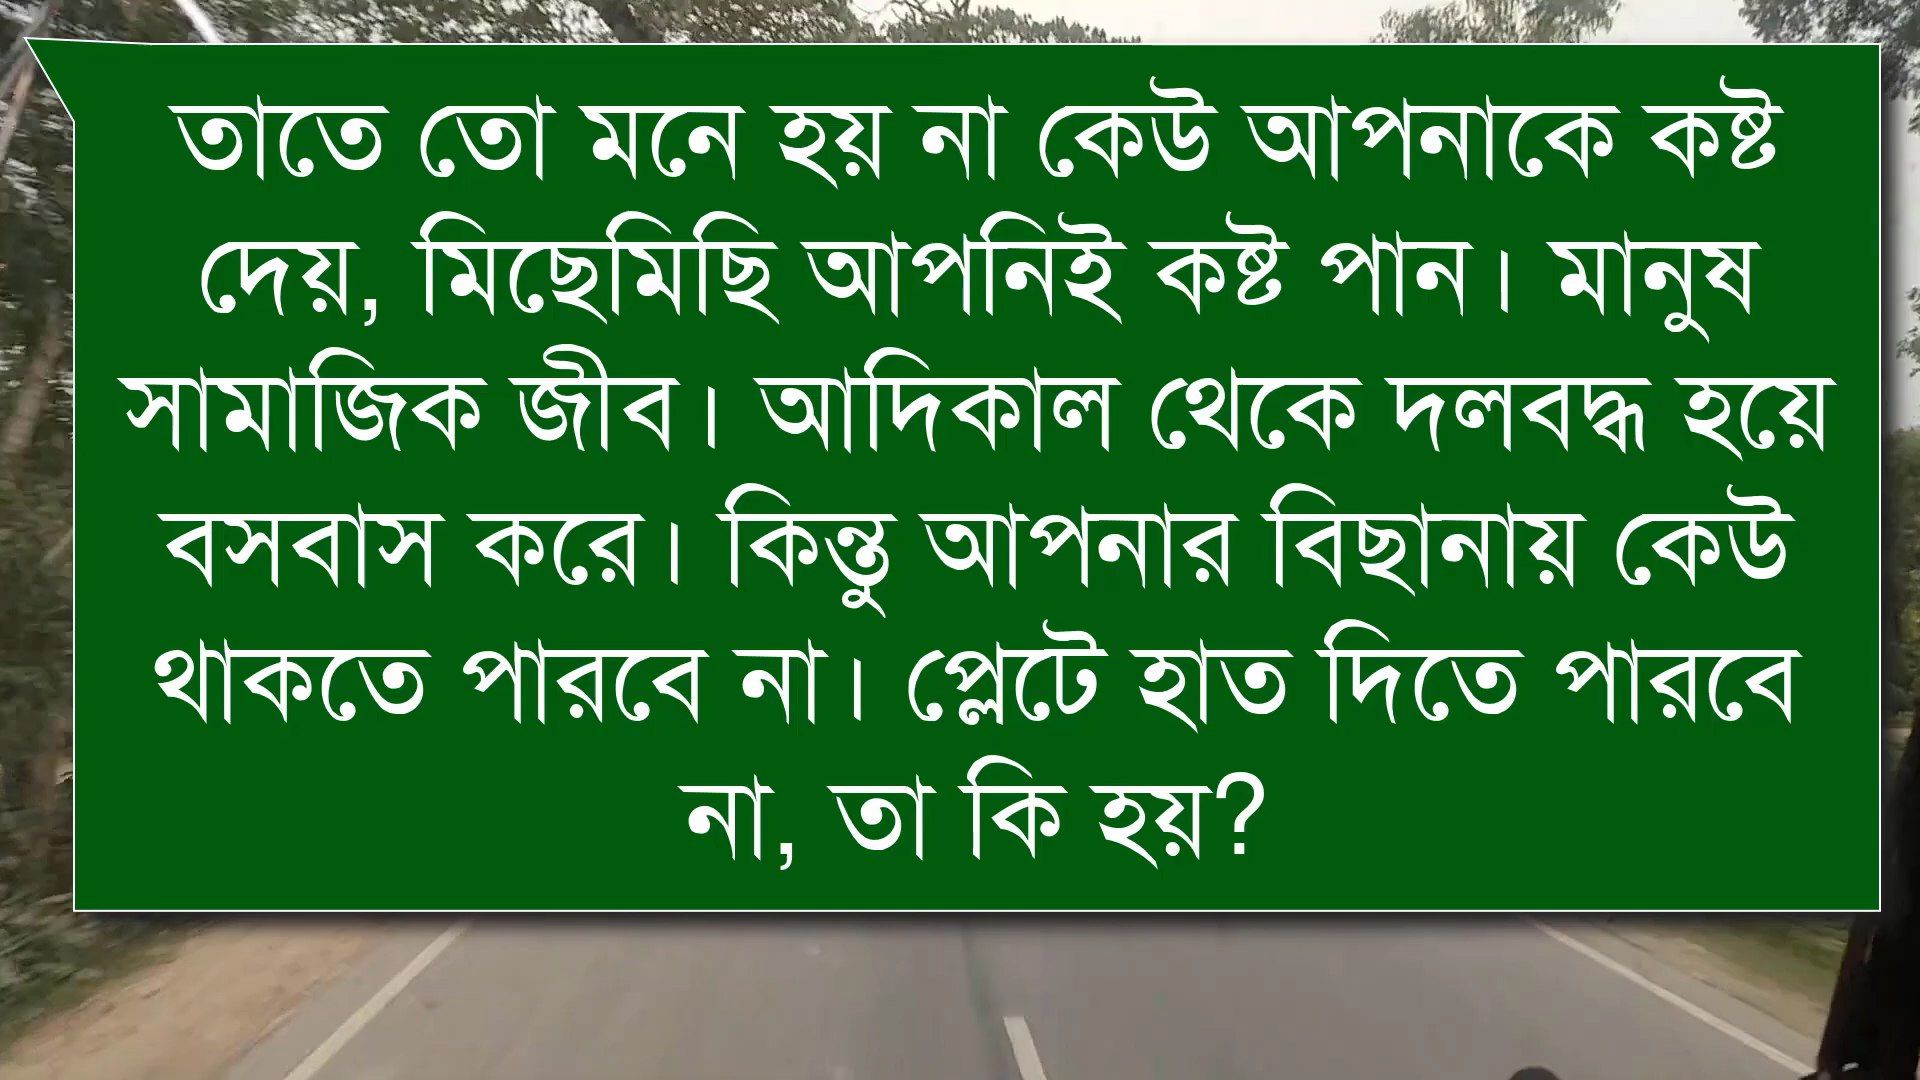 তাতে তো মনে হয় না কেউ আপনাকে কষ্ট
দেয়, মিছেমিছি আপনিই কষ্ট পান। মানুষ
সামাজিক জীব। আদিকাল থেকে দলবদ্ধ হয়ে
বসবাস করে। কিন্তু আপনার বিছানায় কেউ
থাকতে পারবে না। প্লেটে হাত দিতে পারবে
না, তা কি হয়?